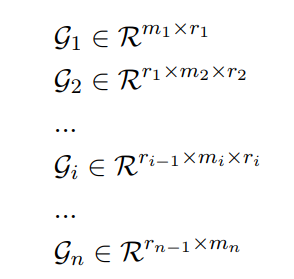 𝒢₁ ∈ ℛ^{m₁×r₁}
𝒢₂ ∈ ℛ^{r₁×m₂×r₂}
...
𝒢ᵢ ∈ ℛ^{rᵢ₋₁×mᵢ×rᵢ}
...
𝒢ₙ ∈ ℛ^{rₙ₋₁×mₙ}